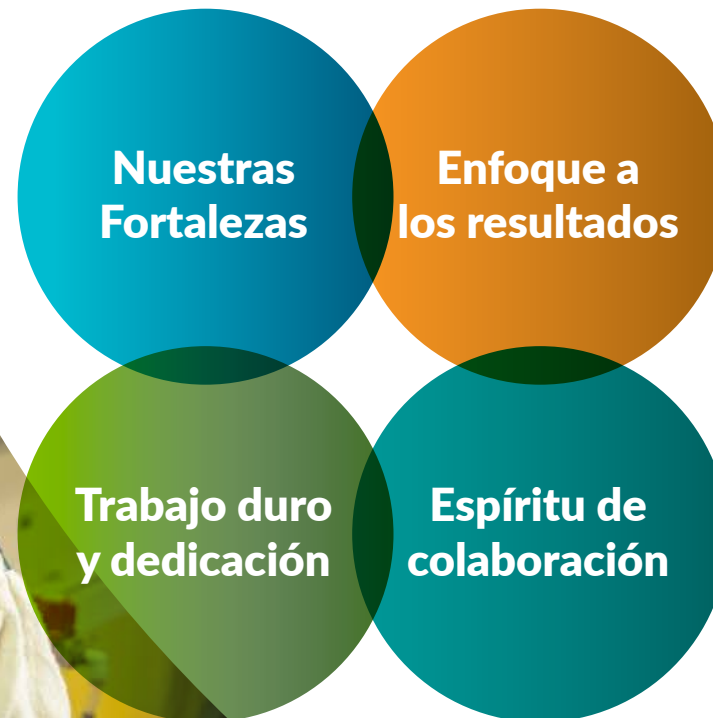 Nuestras
Fortalezas
Enfoque a
los resultados
Trabajo duro
y dedicación
Espíritu de
colaboración